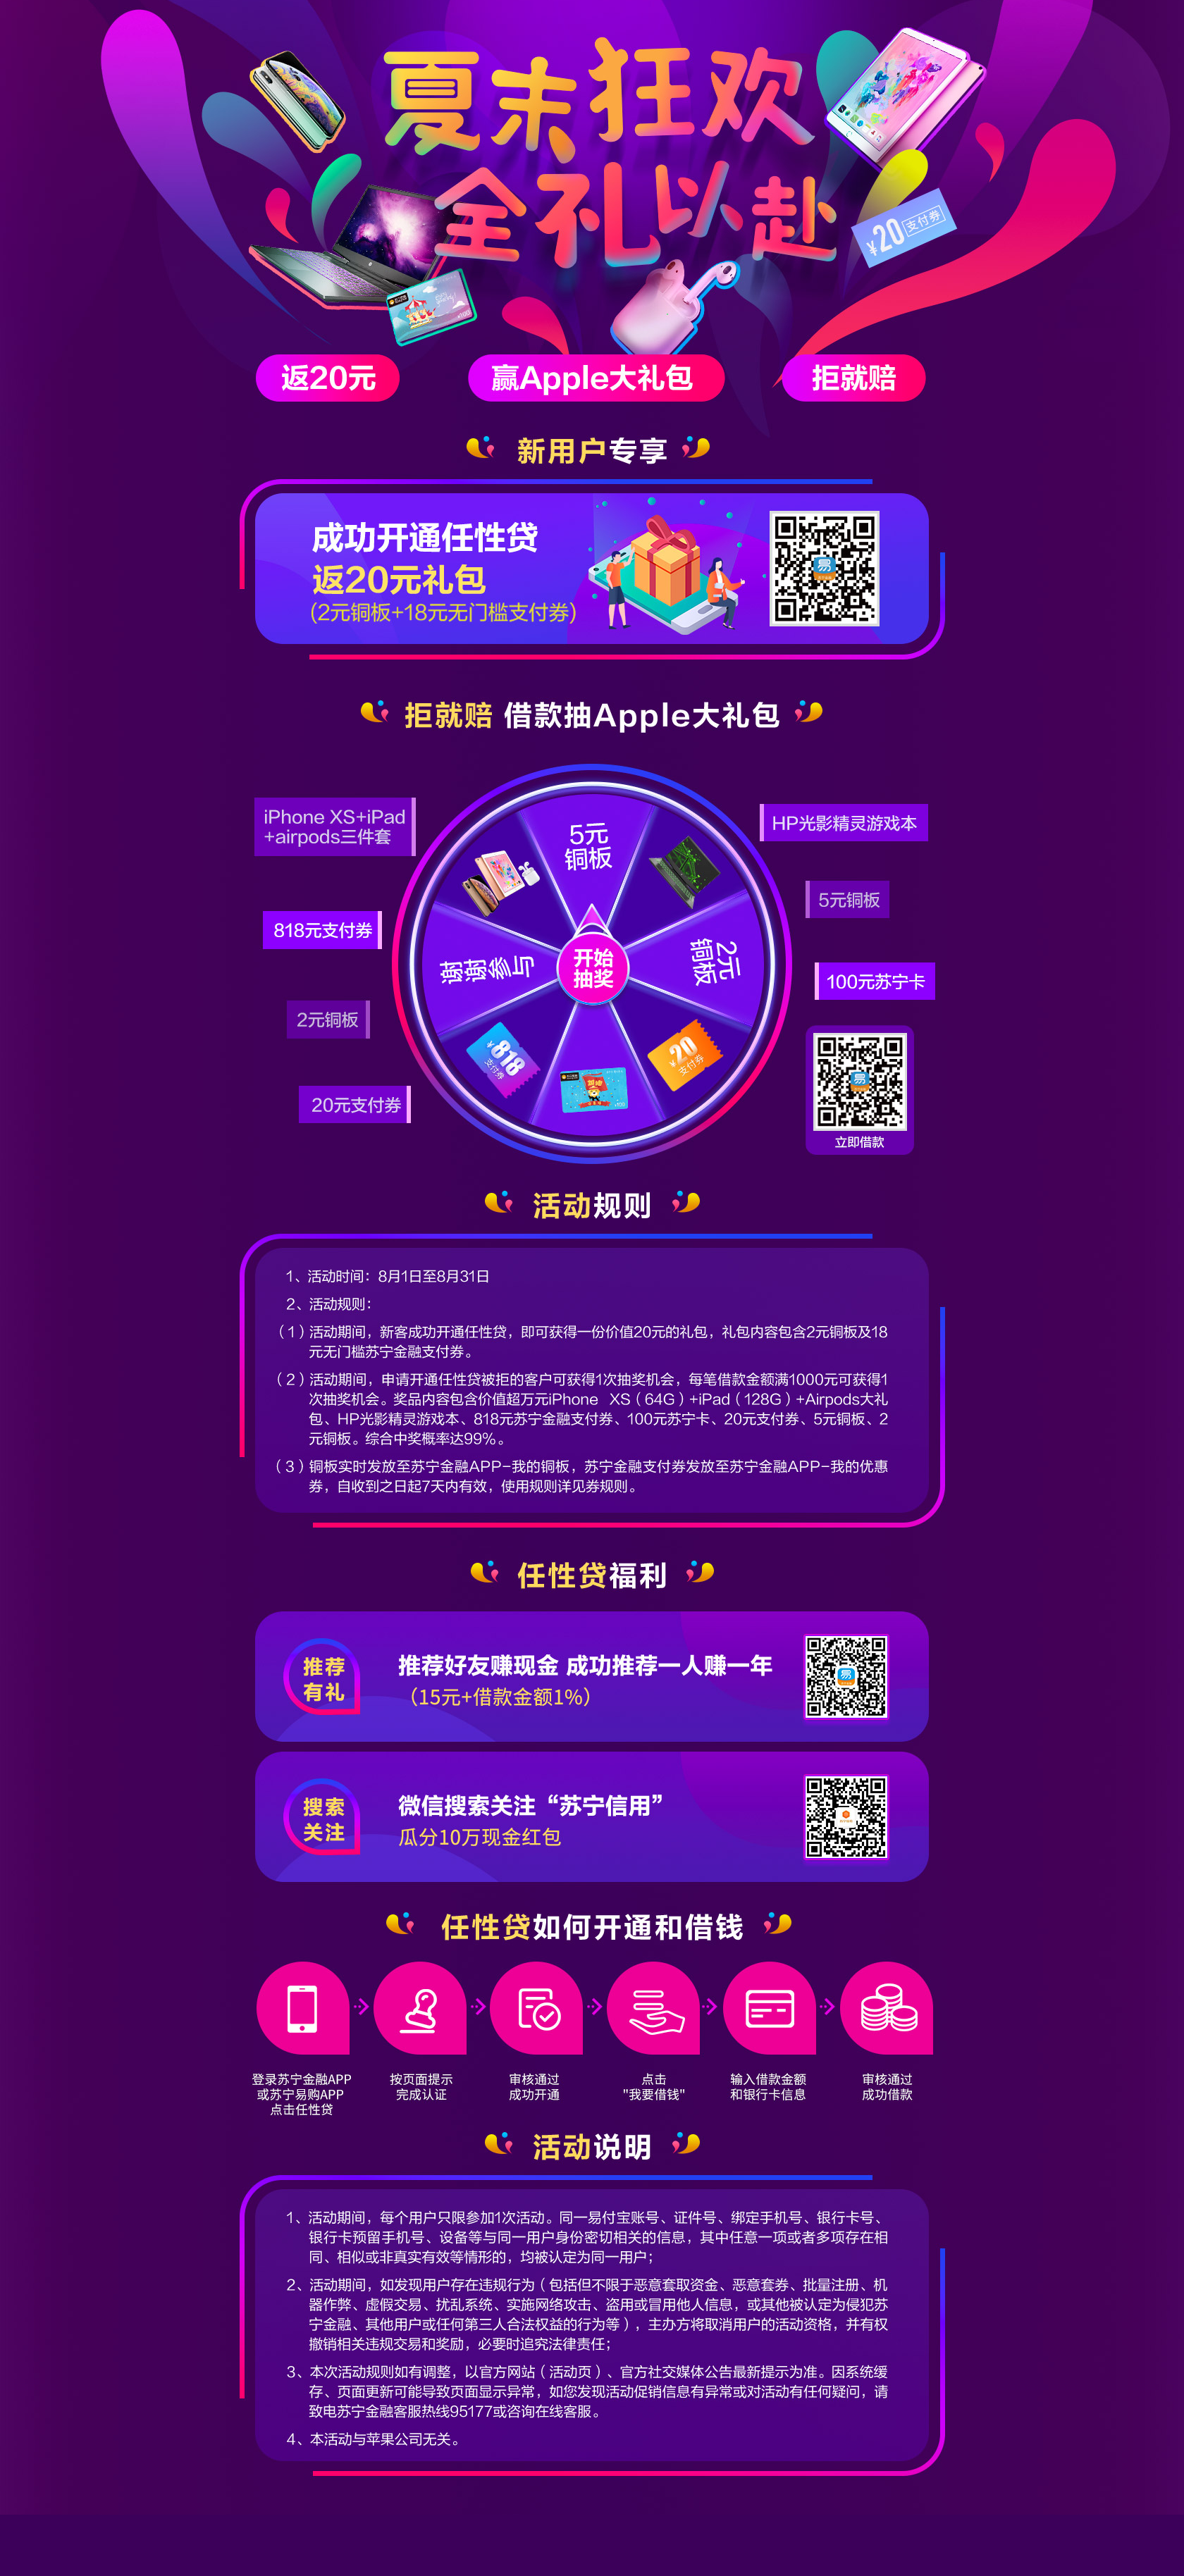 夏末狂欢
全礼以赴
¥20 支付券
¥100
返20元
赢Apple大礼包
拒就赔
新用户专享
成功开通任性贷
返20元礼包
(2元铜板+18元无门槛支付券)
易
拒就赔 借款抽Apple大礼包
iPhone XS+iPad
+airpods三件套
818元支付券
2元铜板
20元支付券
5元
铜板
2元
铜板
¥20
支付券
¥100
¥818
支付券
谢谢参与
开始
抽奖
HP光影精灵游戏本
5元铜板
100元苏宁卡
易
立即借款
活动规则
1、活动时间：8月1日至8月31日
2、活动规则：
（1）活动期间，新客成功开通任性贷，即可获得一份价值20元的礼包，礼包内容包含2元铜板及18
元无门槛苏宁金融支付券。
（2）活动期间，申请开通任性贷被拒的客户可获得1次抽奖机会，每笔借款金额满1000元可获得1
次抽奖机会。奖品内容包含价值超万元iPhone XS（64G）+iPad（128G）+Airpods大礼
包、HP光影精灵游戏本、818元苏宁金融支付券、100元苏宁卡、20元支付券、5元铜板、2
元铜板。综合中奖概率达99%。
（3）铜板实时发放至苏宁金融APP-我的铜板，苏宁金融支付券发放至苏宁金融APP-我的优惠
券，自收到之日起7天内有效，使用规则详见券规则。
任性贷福利
推荐
有礼
推荐好友赚现金 成功推荐一人赚一年
（15元+借款金额1%）
易
搜索
关注
微信搜索关注“苏宁信用”
瓜分10万现金红包
任性贷如何开通和借钱
登录苏宁金融APP
或苏宁易购APP
点击任性贷
按页面提示
完成认证
审核通过
成功开通
点击
"我要借钱"
输入借款金额
和银行卡信息
审核通过
成功借款
活动说明
1、活动期间，每个用户只限参加1次活动。同一易付宝账号、证件号、绑定手机号、银行卡号、
银行卡预留手机号、设备等与同一用户身份密切相关的信息，其中任意一项或者多项存在相
同、相似或非真实有效等情形的，均被认定为同一用户；
2、活动期间，如发现用户存在违规行为（包括但不限于恶意套取资金、恶意套券、批量注册、机
器作弊、虚假交易、扰乱系统、实施网络攻击、盗用或冒用他人信息，或其他被认定为侵犯苏
宁金融、其他用户或任何第三人合法权益的行为等），主办方将取消用户的活动资格，并有权
撤销相关违规交易和奖励，必要时追究法律责任；
3、本次活动规则如有调整，以官方网站（活动页）、官方社交媒体公告最新提示为准。因系统缓
存、页面更新可能导致页面显示异常，如您发现活动促销信息有异常或对活动有任何疑问，请
致电苏宁金融客服热线95177或咨询在线客服。
4、本活动与苹果公司无关。